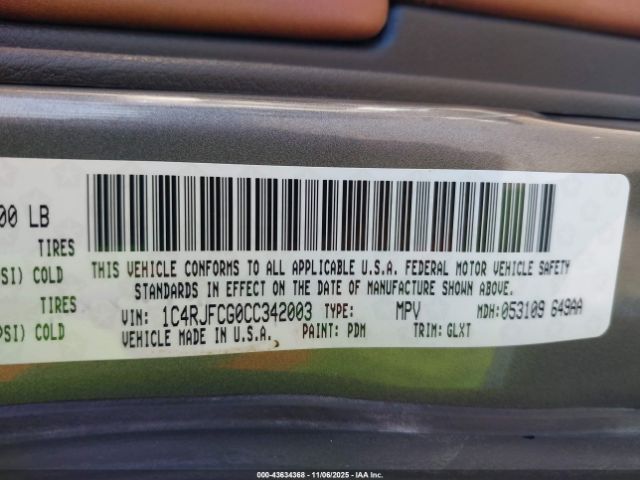 00 LB
TIRES
SI) COLD
TIRES
PSI) COLD
THIS VEHICLE CONFORMS TO ALL APPLICABLE U.S.A. FEDERAL MOTOR VEHICLE SAFETY
STANDARDS IN EFFECT ON THE DATE OF MANUFACTURE SHOWN ABOVE.
VIN: 1C4RJFCG0CC342003 TYPE: MPV MDH: 053109 649AA
VEHICLE MADE IN U.S.A. PAINT: PDM TRIM: GLXT
000-43634368 - 11/06/2025 - IAA Inc.